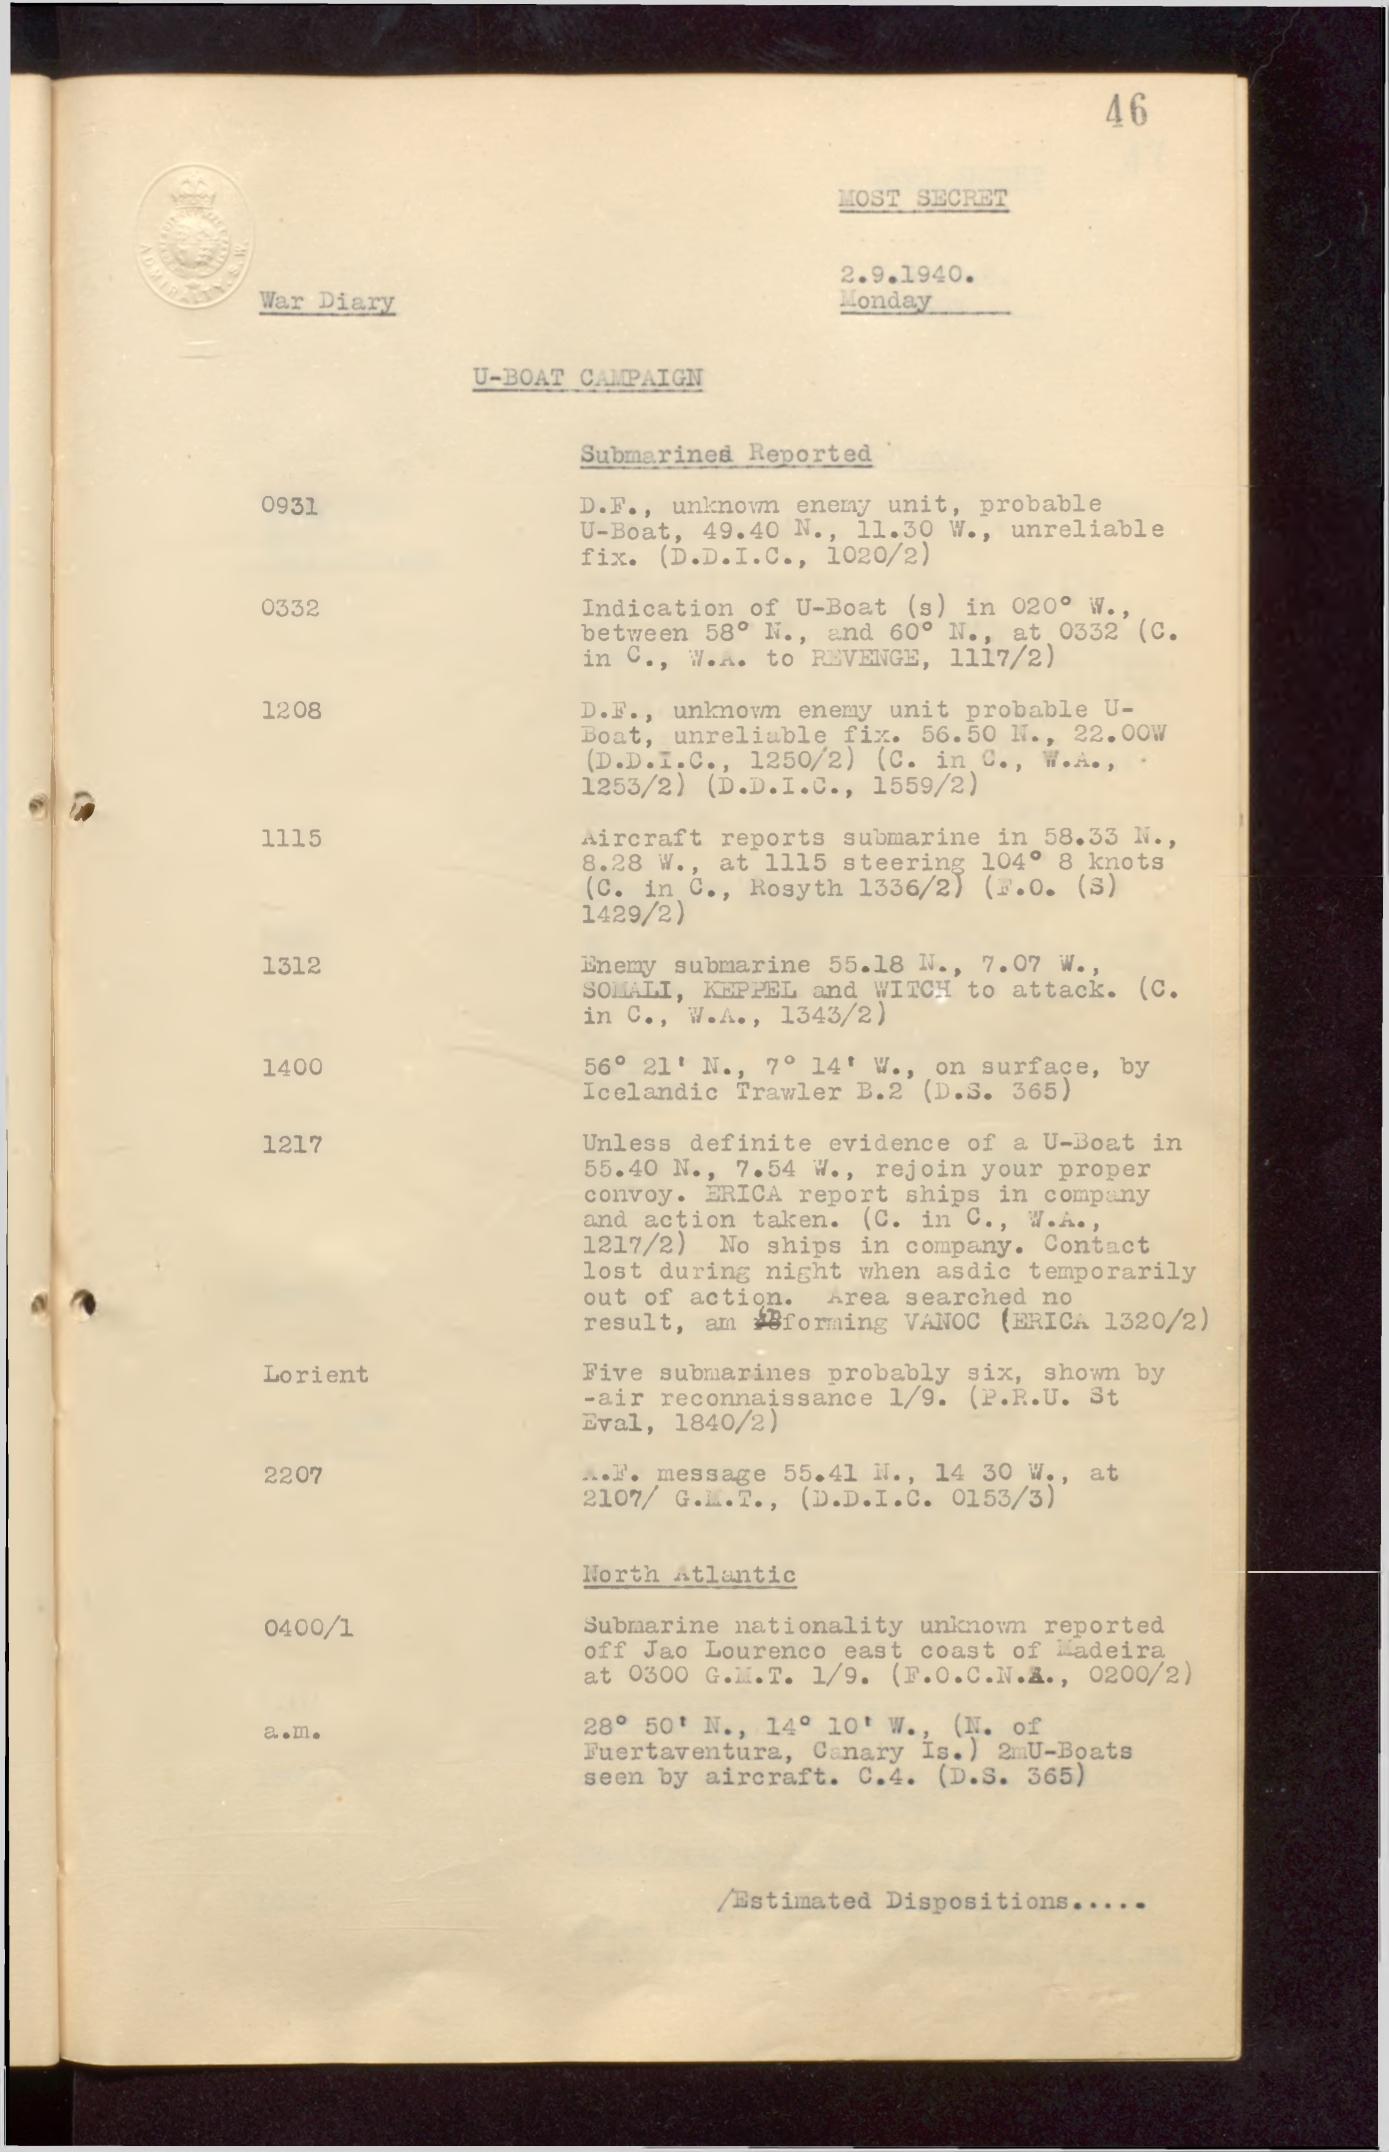 46
MOST SECRET
2.9.1940.
Monday
ADMIRALTY.S.W.
War Diary
U-BOAT CAMPAIGN
Submarines Reported
0931 D.F., unknown enemy unit, probable
U-Boat, 49.40 N., 11.30 W., unreliable
fix. (D.D.I.C., 1020/2)
0332 Indication of U-Boat (s) in 020° W.,
between 58° N., and 60° N., at 0332 (C.
in C., W.A. to REVENGE, 1117/2)
1208 D.F., unknown enemy unit probable U-
Boat, unreliable fix. 56.50 N., 22.00W
(D.D.I.C., 1250/2) (C. in C., W.A.,
1253/2) (D.D.I.C., 1559/2)
1115 Aircraft reports submarine in 58.33 N.,
8.28 W., at 1115 steering 104° 8 knots
(C. in C., Rosyth 1336/2) (F.O. (S)
1429/2)
1312 Enemy submarine 55.18 N., 7.07 W.,
SOMALI, KEPPEL and WITCH to attack. (C.
in C., W.A., 1343/2)
1400 56° 21' N., 7° 14' W., on surface, by
Icelandic Trawler B.2 (D.S. 365)
1217 Unless definite evidence of a U-Boat in
55.40 N., 7.54 W., rejoin your proper
convoy. ERICA report ships in company
and action taken. (C. in C., W.A.,
1217/2) No ships in company. Contact
lost during night when asdic temporarily
out of action. Area searched no
result, am forming VANOC (ERICA 1320/2)
Lorient Five submarines probably six, shown by
-air reconnaissance 1/9. (P.R.U. St
Eval, 1840/2)
2207 A.F. message 55.41 N., 14 30 W., at
2107/ G.M.T., (D.D.I.C. 0153/3)
North Atlantic
0400/1 Submarine nationality unknown reported
off Jao Lourenco east coast of Madeira
at 0300 G.M.T. 1/9. (F.O.C.N.A., 0200/2)
a.m. 28° 50' N., 14° 10' W., (N. of
Fuertaventura, Canary Is.) 2mU-Boats
seen by aircraft. C.4. (D.S. 365)
/Estimated Dispositions.....